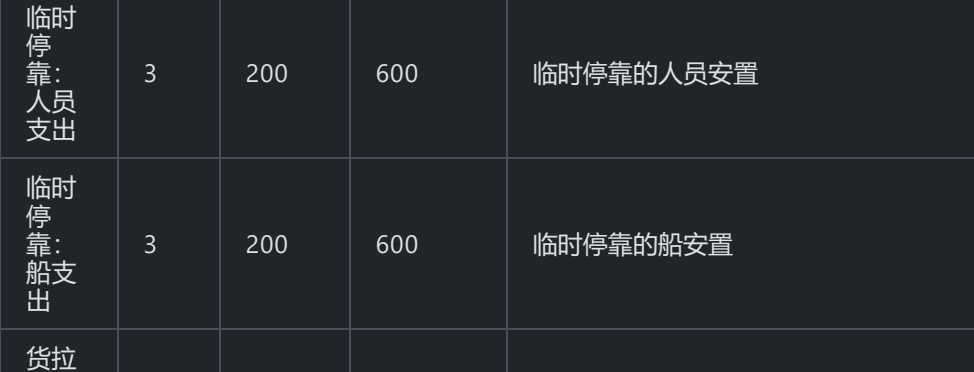 临时
停
靠：
人员
支出
3
200
600
临时停靠的人员安置
临时
停
靠：
船支
出
3
200
600
临时停靠的船安置
货拉